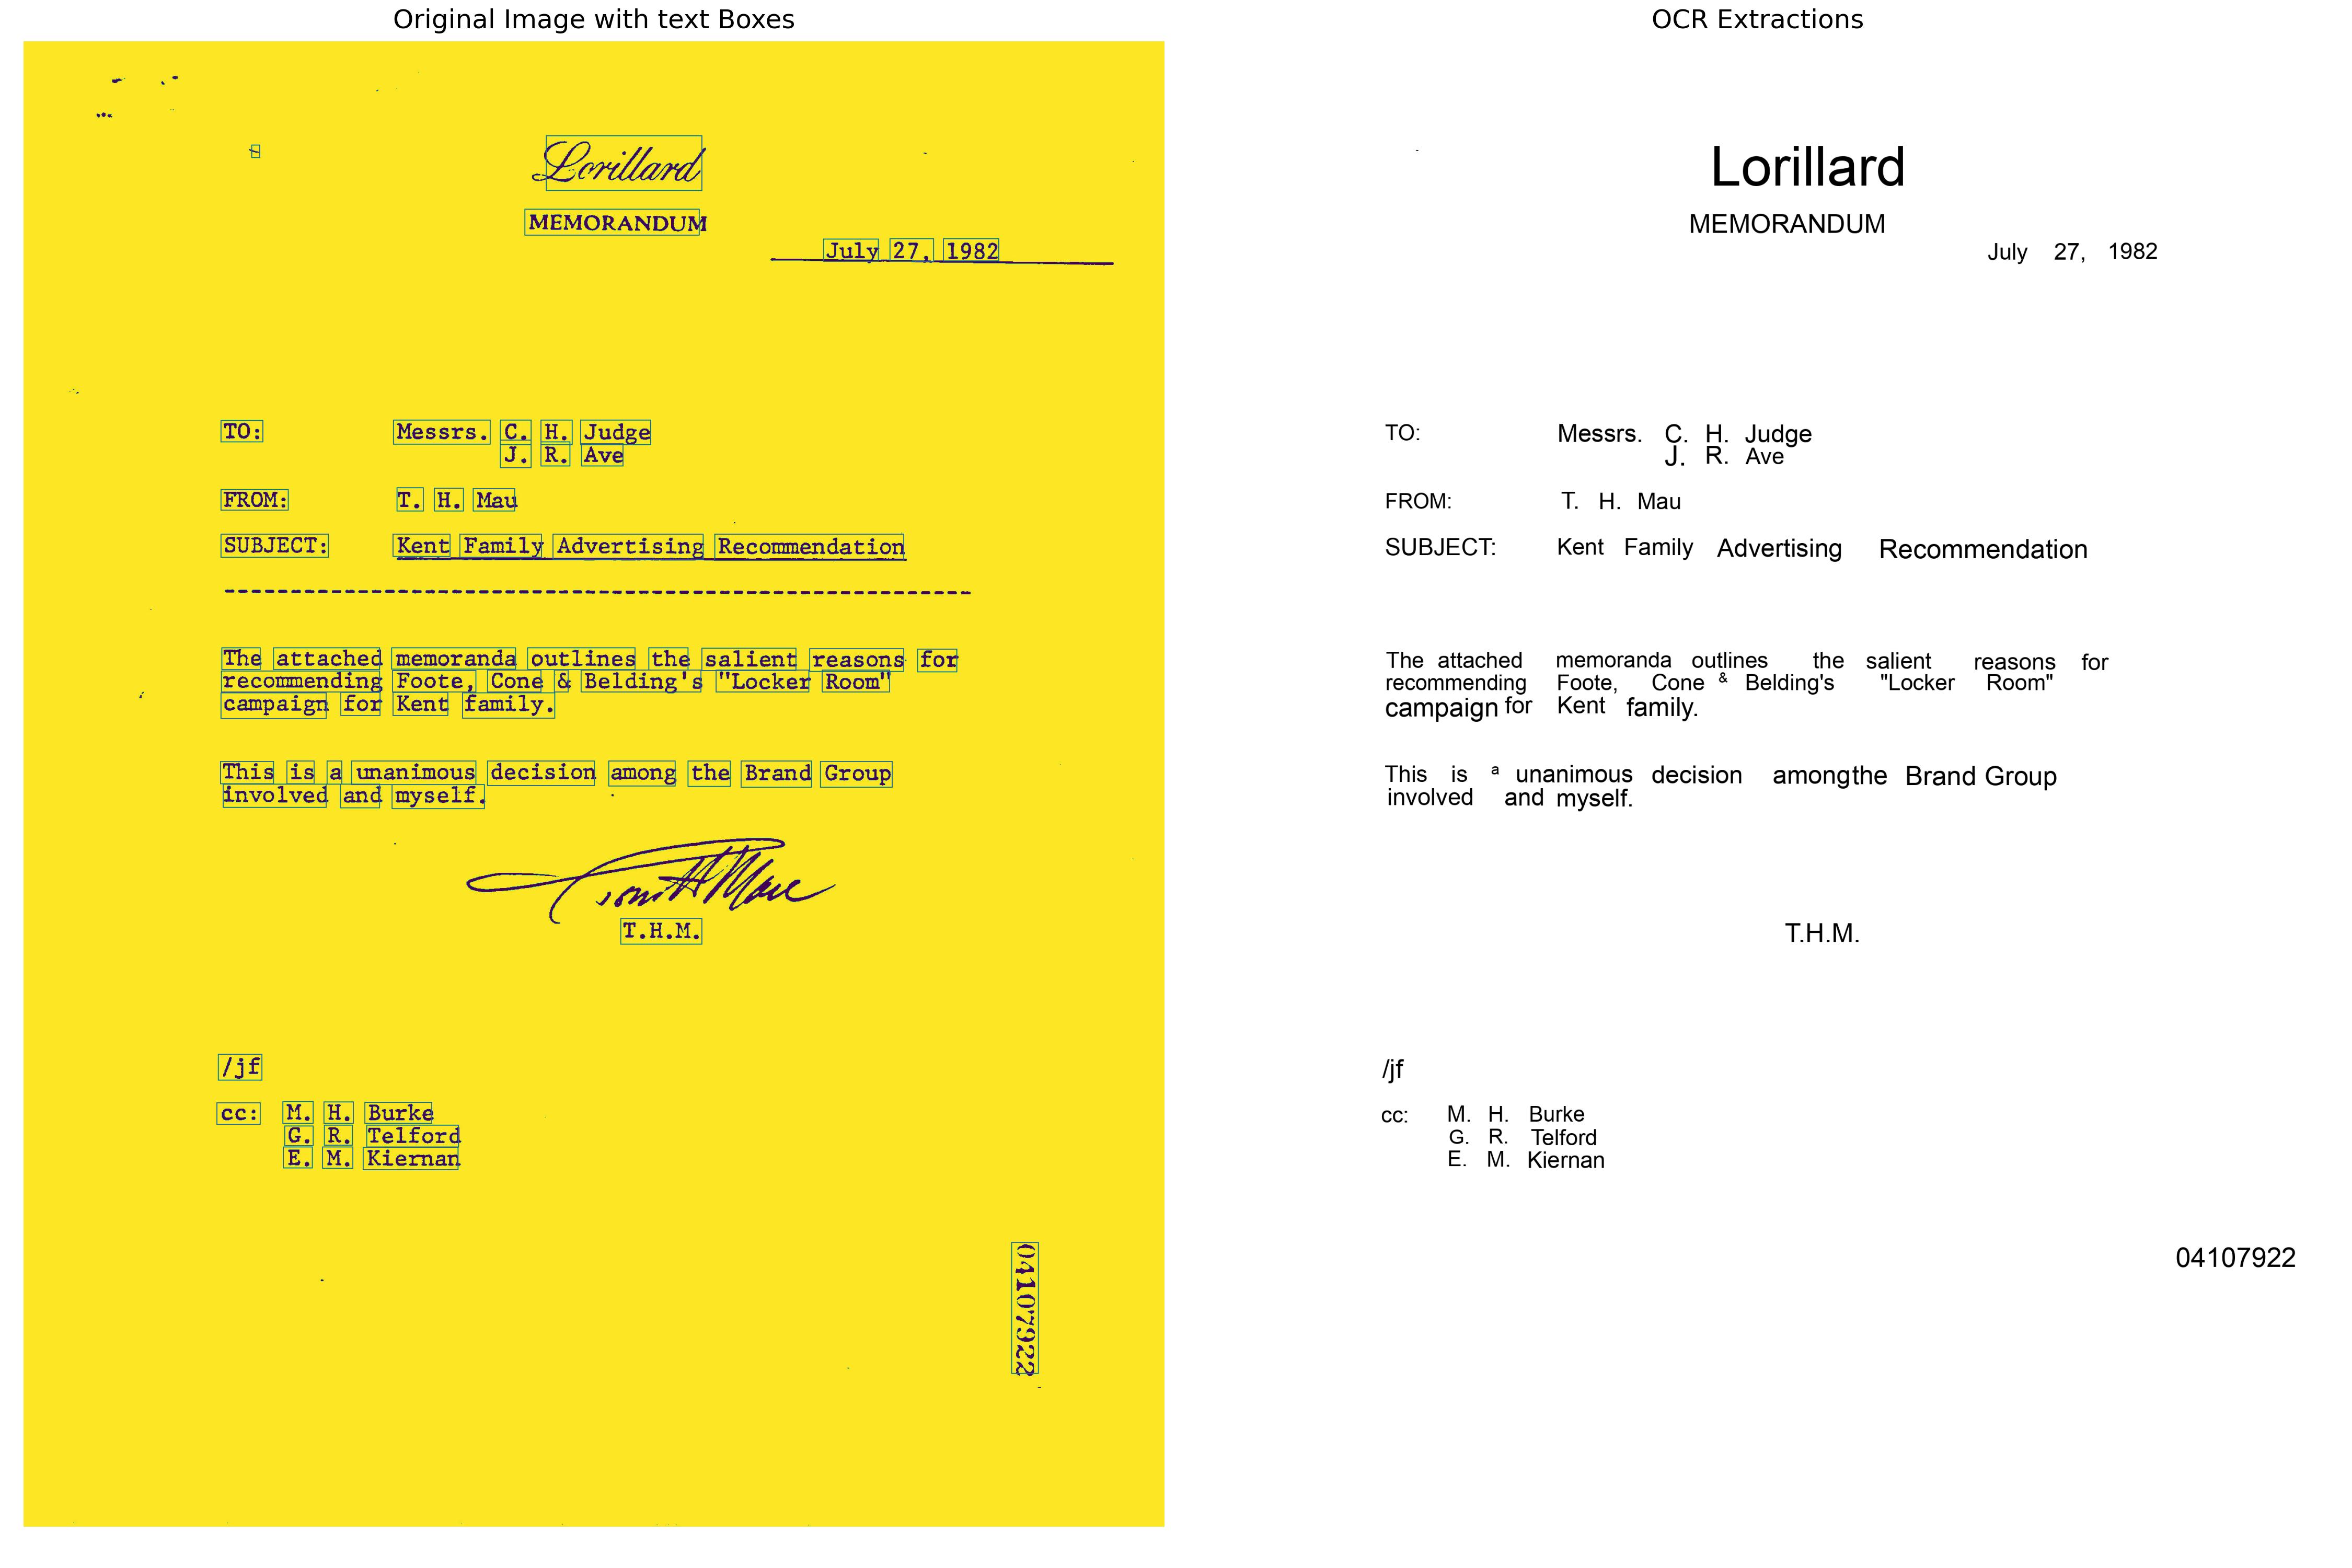 Original Image with text Boxes
Lorillard
MEMORANDUM
July 27, 1982
TO: Messrs. C. H. Judge
J. R. Ave
FROM: T. H. Mau
SUBJECT: Kent Family Advertising Recommendation
The attached memoranda outlines the salient reasons for
recommending Foote, Cone & Belding's "Locker Room"
campaign for Kent family.
This is a unanimous decision among the Brand Group
involved and myself.
T.H.M.
/jf
cc: M. H. Burke
G. R. Telford
E. M. Kiernan
04107922
OCR Extractions
Lorillard
MEMORANDUM
July 27, 1982
TO: Messrs. C. H. Judge
J. R. Ave
FROM: T. H. Mau
SUBJECT: Kent Family Advertising Recommendation
The attached memoranda outlines the salient reasons for
recommending Foote, Cone & Belding's "Locker Room"
campaign for Kent family.
This is a unanimous decision among the Brand Group
involved and myself.
T.H.M.
/jf
cc: M. H. Burke
G. R. Telford
E. M. Kiernan
04107922